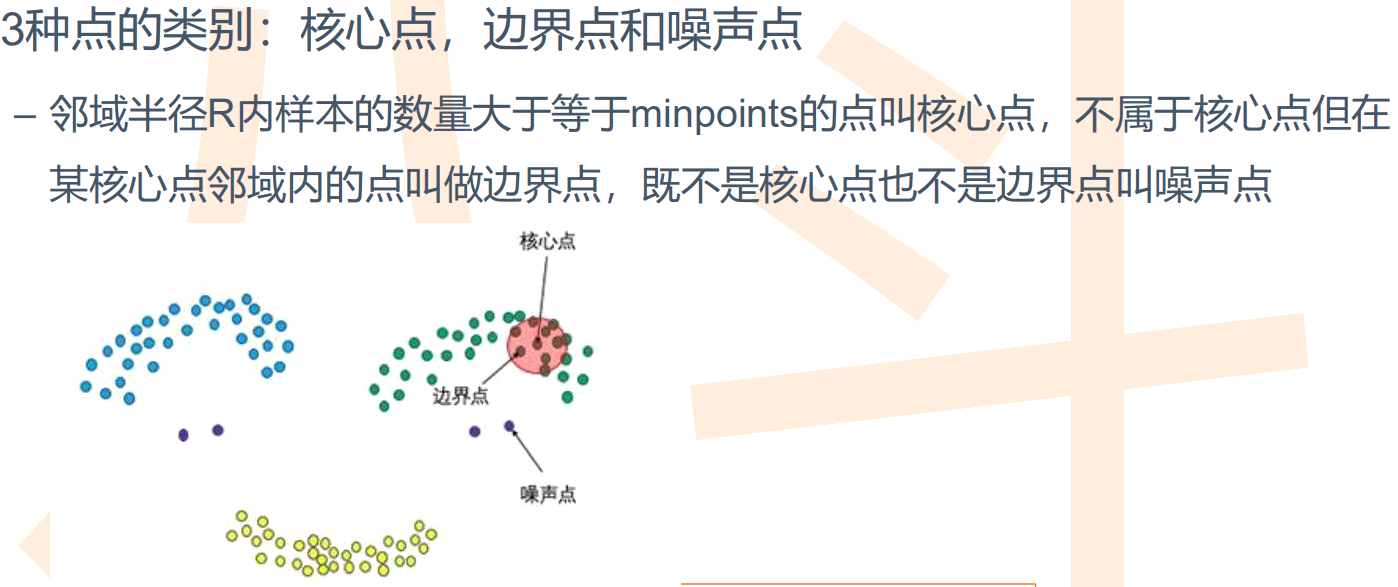 3种点的类别：核心点，边界点和噪声点
– 邻域半径R内样本的数量大于等于minpoints的点叫核心点，不属于核心点但在
某核心点邻域内的点叫做边界点，既不是核心点也不是边界点叫噪声点
核心点
边界点
噪声点